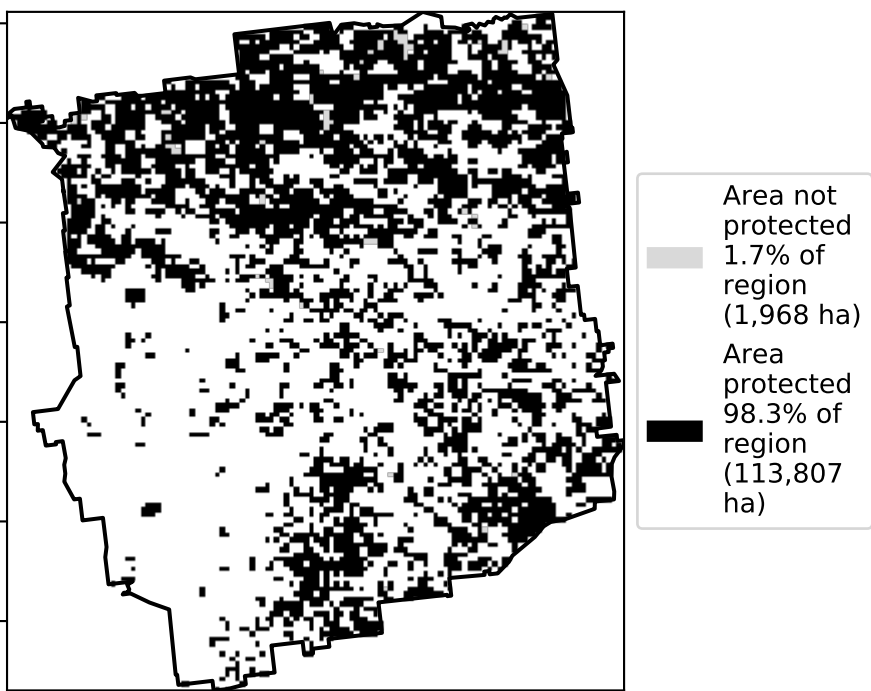 Area not
protected
1.7% of
region
(1,968 ha)
Area
protected
98.3% of
region
(113,807
ha)